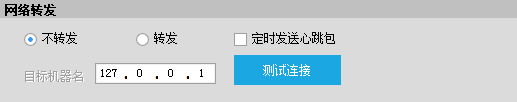 网络转发
不转发 转发 定时发送心跳包
目标机器名 127 . 0 . 0 . 1 测试连接